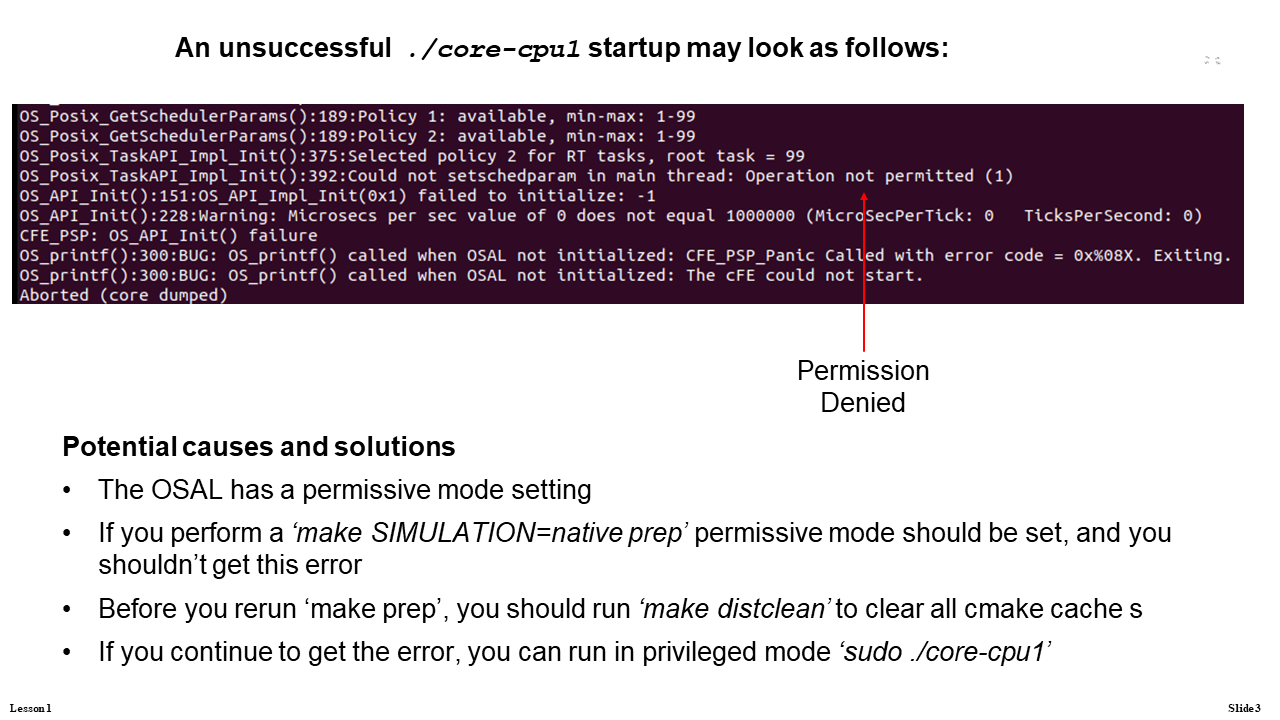 An unsuccessful ./core-cpu1 startup may look as follows:
OS_Posix_GetSchedulerParams():189:Policy 1: available, min-max: 1-99
OS_Posix_GetSchedulerParams():189:Policy 2: available, min-max: 1-99
OS_Posix_TaskAPI_Impl_Init():375:Selected policy 2 for RT tasks, root task = 99
OS_Posix_TaskAPI_Impl_Init():392:Could not setschedparam in main thread: Operation not permitted (1)
OS_API_Init():151:OS_API_Impl_Init(0x1) failed to initialize: -1
OS_API_Init():228:Warning: Microsecs per sec value of 0 does not equal 1000000 (MicroSecPerTick: 0   TicksPerSecond: 0)
CFE_PSP: OS_API_Init() failure
OS_printf():300:BUG: OS_printf() called when OSAL not initialized: CFE_PSP_Panic Called with error code = 0x%08X. Exiting.
OS_printf():300:BUG: OS_printf() called when OSAL not initialized: The cFE could not start.
Aborted (core dumped)
Permission
Denied
Potential causes and solutions
• The OSAL has a permissive mode setting
• If you perform a ‘make SIMULATION=native prep’ permissive mode should be set, and you
shouldn’t get this error
• Before you rerun ‘make prep’, you should run ‘make distclean’ to clear all cmake cache s
• If you continue to get the error, you can run in privileged mode ‘sudo ./core-cpu1’
Lesson 1
Slide 3